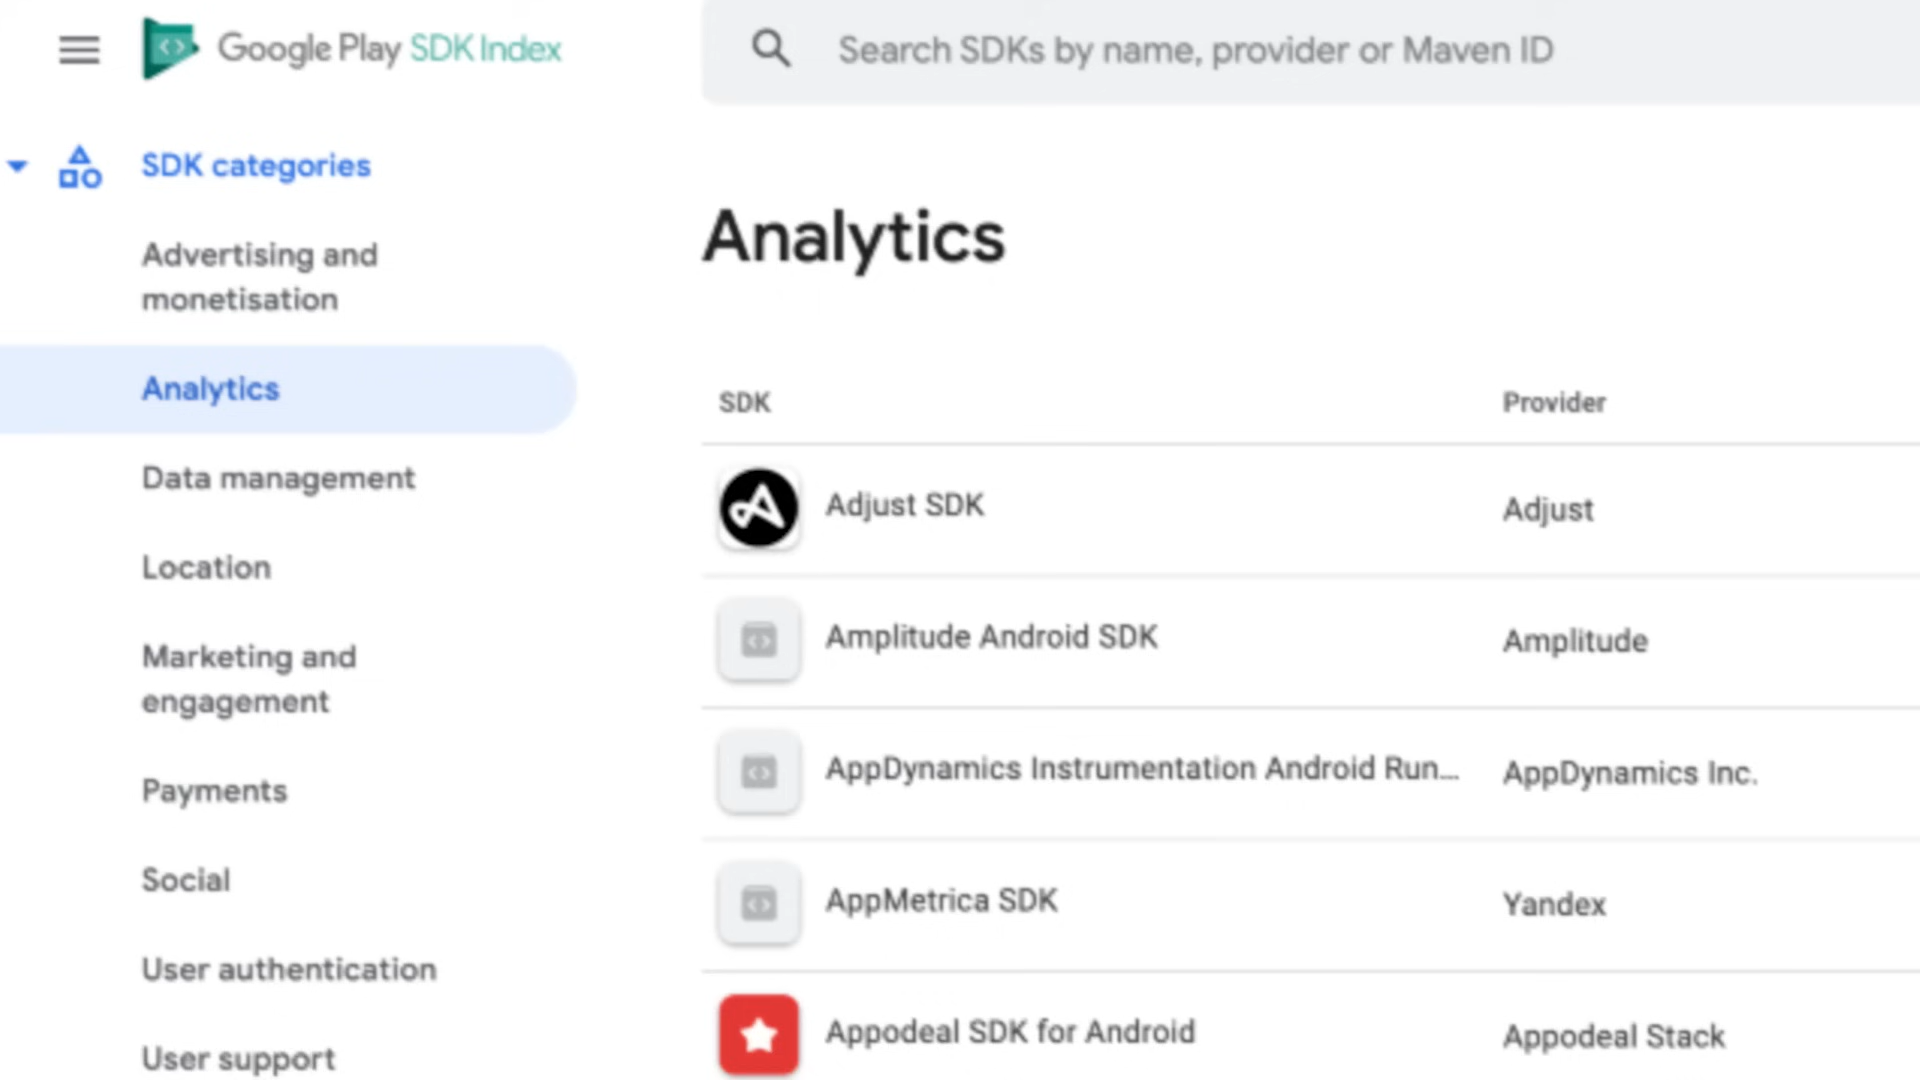 Google Play SDK Index
Search SDKs by name, provider or Maven ID
SDK categories
Advertising and
monetisation
Analytics
Data management
Location
Marketing and
engagement
Payments
Social
User authentication
User support
Analytics
SDK Provider
Adjust SDK Adjust
Amplitude Android SDK Amplitude
AppDynamics Instrumentation Android Run... AppDynamics Inc.
AppMetrica SDK Yandex
Appodeal SDK for Android Appodeal Stack